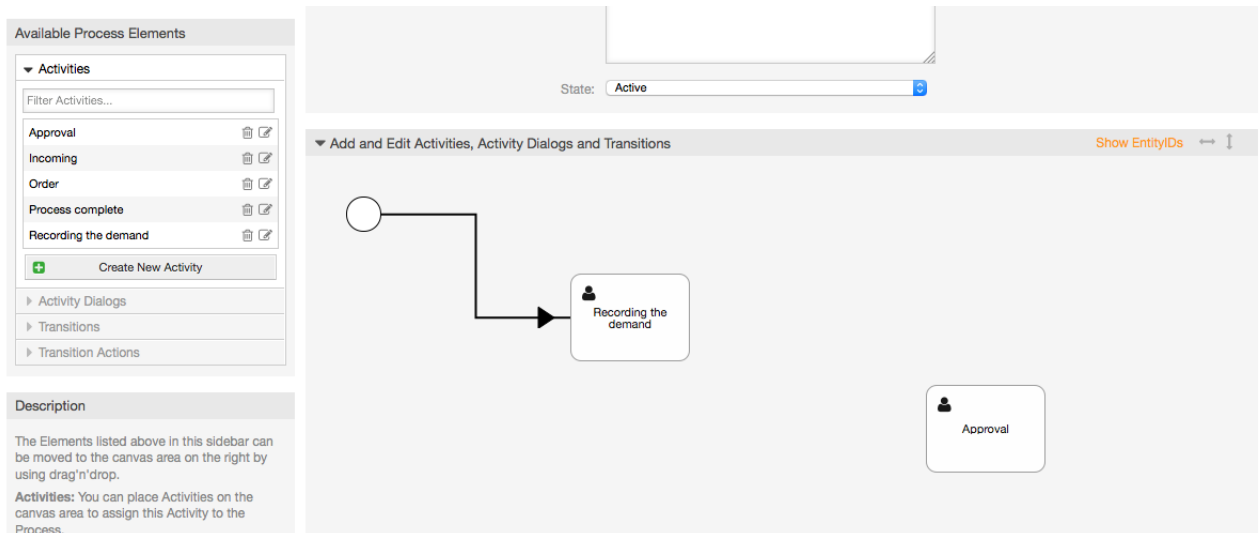 Available Process Elements
Activities
Filter Activities...
Approval
Incoming
Order
Process complete
Recording the demand
Create New Activity
Activity Dialogs
Transitions
Transition Actions
Description
The Elements listed above in this sidebar can
be moved to the canvas area on the right by
using drag'n'drop.
Activities: You can place Activities on the
canvas area to assign this Activity to the
Process.
State: Active
Add and Edit Activities, Activity Dialogs and Transitions
Show EntityIDs
Recording the
demand
Approval